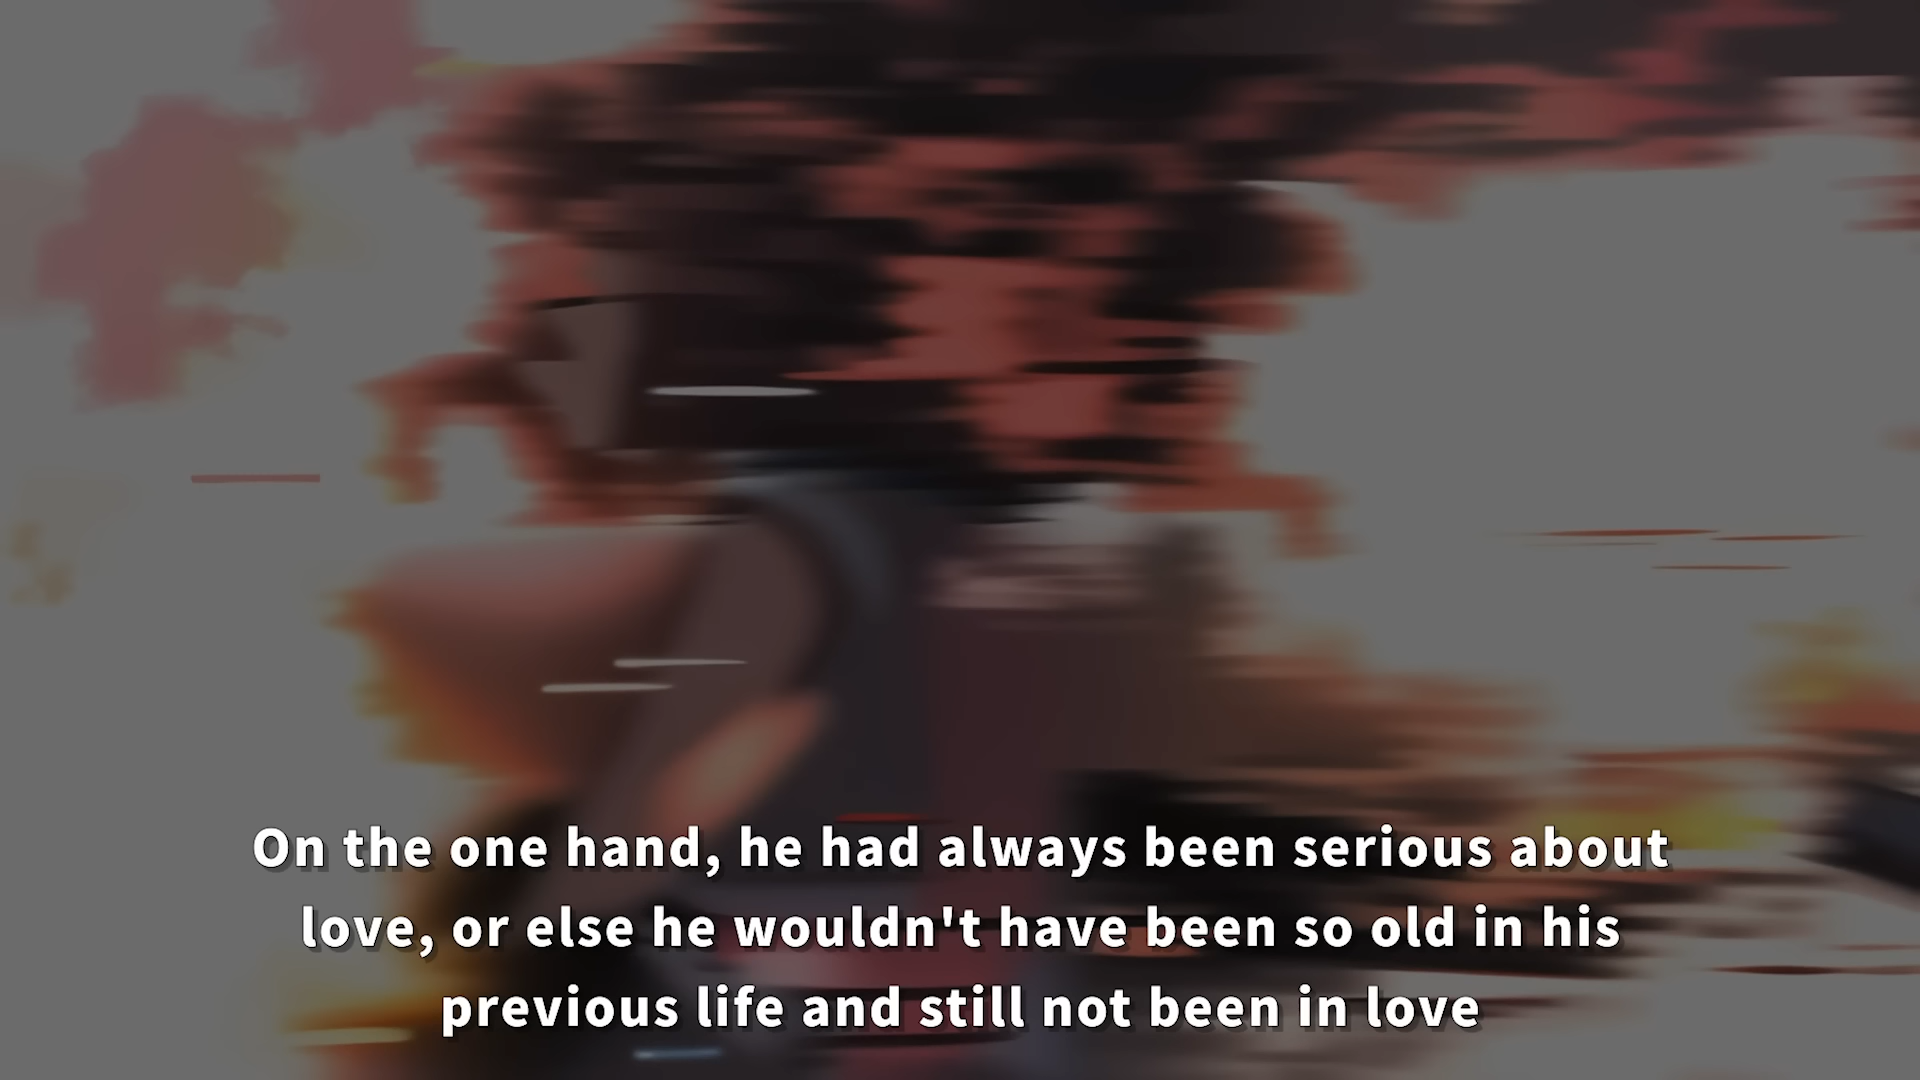 On the one hand, he had always been serious about
love, or else he wouldn't have been so old in his
previous life and still not been in love